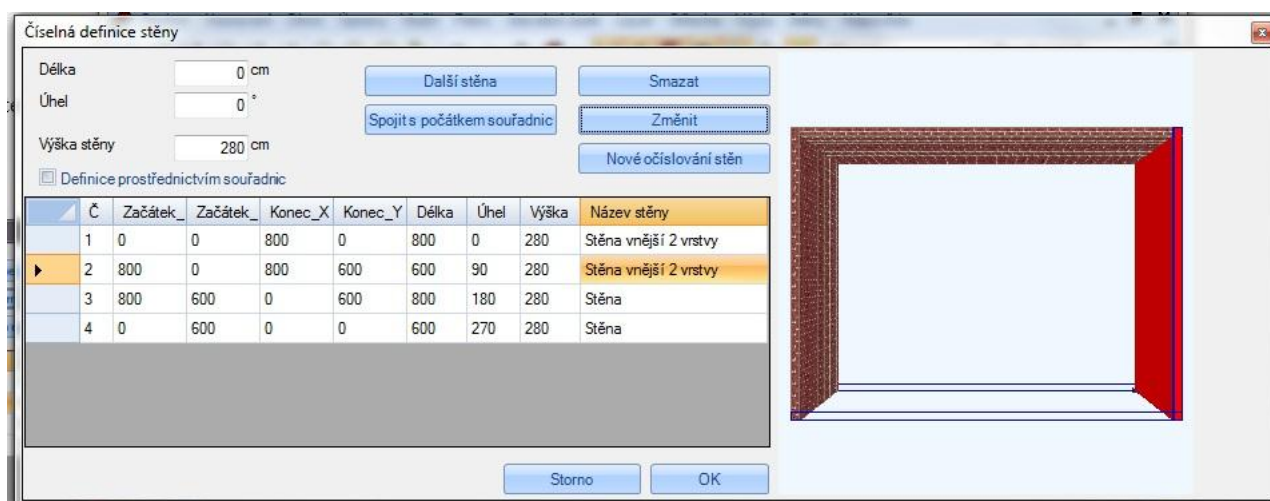 Číselná definice stěny
Délka 0 cm Další stěna Smazat
Úhel 0 °
Spojit s počátkem souřadnic Změnit
Výška stěny 280 cm
Nové očíslování stěn
Definice prostřednictvím souřadnic
Č Začátek_ Začátek_ Konec_X Konec_Y Délka Úhel Výška Název stěny
1 0 0 800 0 800 0 280 Stěna vnější 2 vrstvy
2 800 0 800 600 600 90 280 Stěna vnější 2 vrstvy
3 800 600 0 600 800 180 280 Stěna
4 0 600 0 0 600 270 280 Stěna
Storno OK